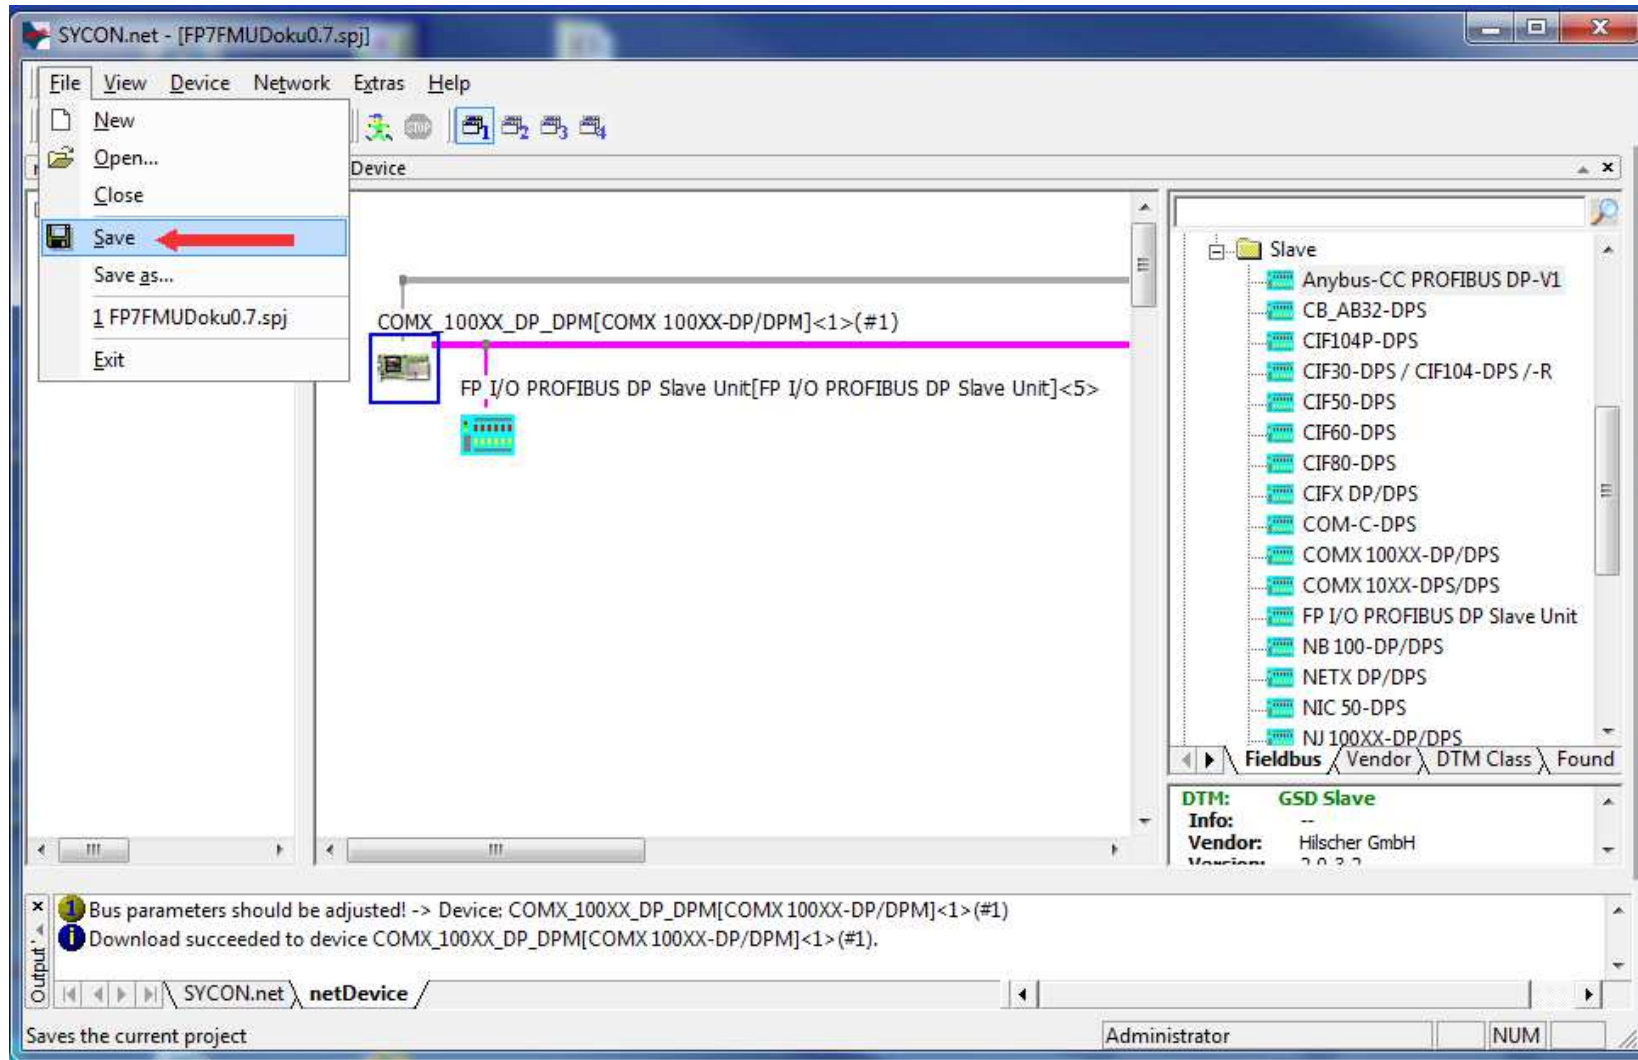 SYCON.net - [FP7FMUDoku0.7.spj]
File View Device Network Extras Help
New
Open...
Close
Save
Save as...
1 FP7FMUDoku0.7.spj
Exit
STOP
1 2 3 4
Device
COMX_100XX_DP_DPM[COMX 100XX-DP/DPM]<1>(#1)
FP I/O PROFIBUS DP Slave Unit[FP I/O PROFIBUS DP Slave Unit]<5>
Slave
Anybus-CC PROFIBUS DP-V1
CB_AB32-DPS
CIF104P-DPS
CIF30-DPS / CIF104-DPS /-R
CIF50-DPS
CIF60-DPS
CIF80-DPS
CIFX DP/DPS
COM-C-DPS
COMX 100XX-DP/DPS
COMX 10XX-DPS/DPS
FP I/O PROFIBUS DP Slave Unit
NB 100-DP/DPS
NETX DP/DPS
NIC 50-DPS
NJ 100XX-DP/DPS
Fieldbus Vendor DTM Class Found
DTM: GSD Slave
Info: --
Vendor: Hilscher GmbH
Output
Bus parameters should be adjusted! -> Device: COMX_100XX_DP_DPM[COMX 100XX-DP/DPM]<1>(#1)
Download succeeded to device COMX_100XX_DP_DPM[COMX 100XX-DP/DPM]<1>(#1).
SYCON.net netDevice
Saves the current project
Administrator
NUM